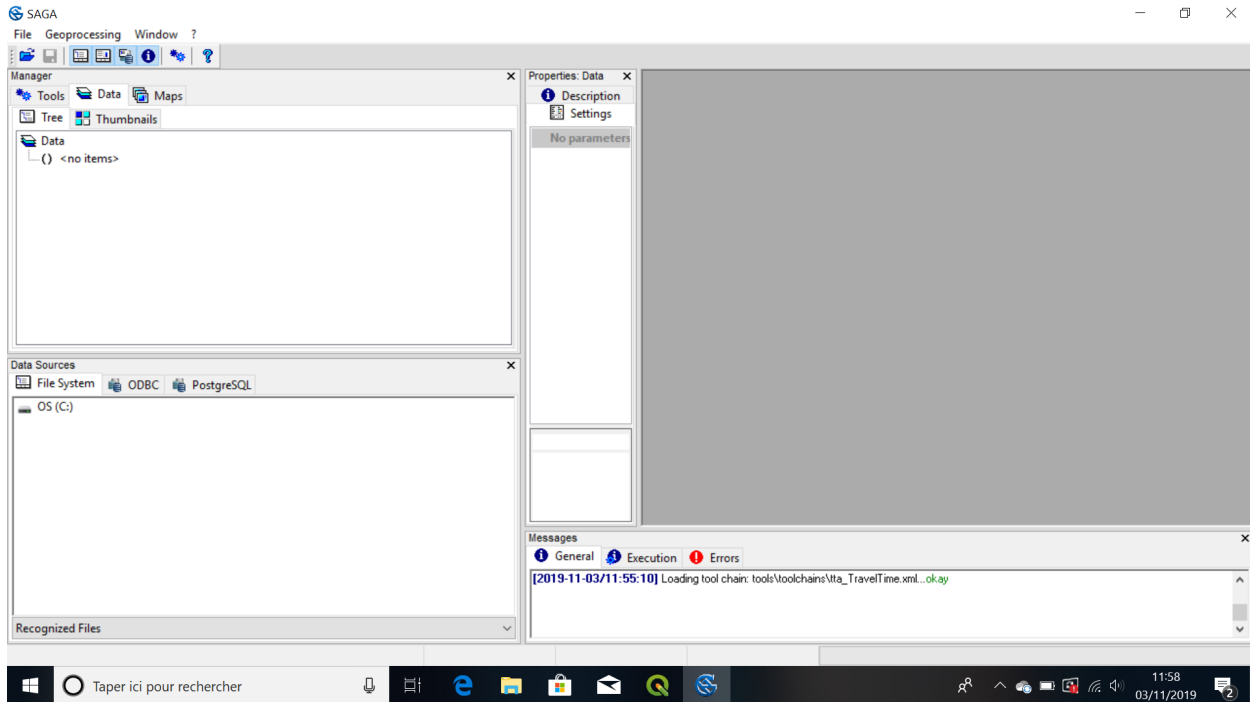 SAGA
File Geoprocessing Window ?
Manager
Tools Data Maps
Tree Thumbnails
Data
() <no items>
Data Sources
File System ODBC PostgreSQL
OS (C:)
Recognized Files
Properties: Data
Description
Settings
No parameters
Messages
General Execution Errors
[2019-11-03/11:55:10] Loading tool chain: tools\toolchains\tta_TravelTime.xml...okay
Taper ici pour rechercher
11:58
03/11/2019
2